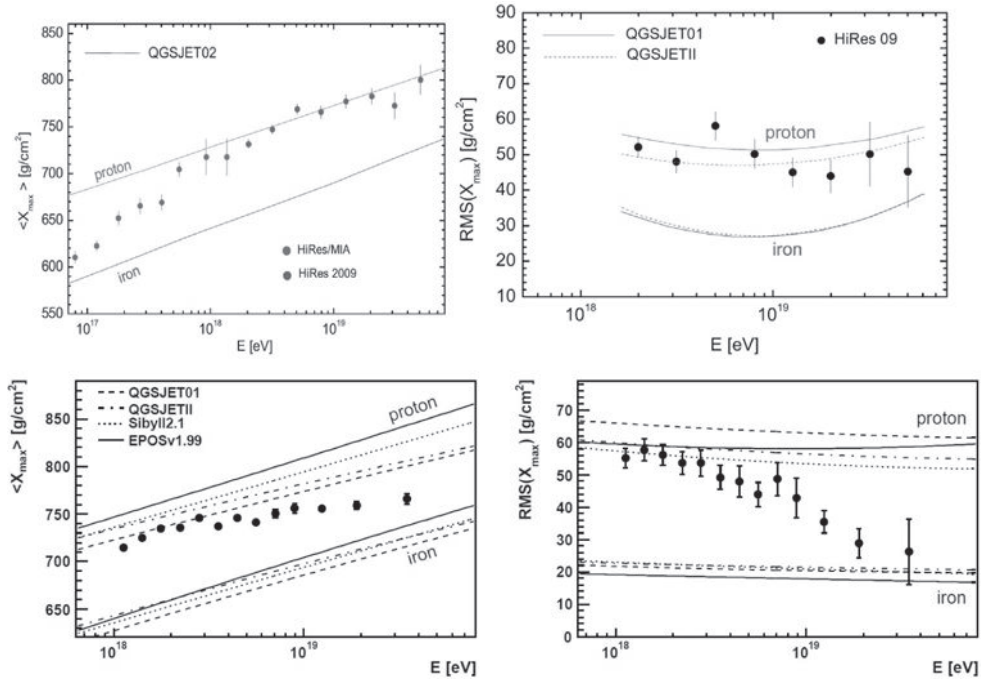 <X_max> [g/cm²]
850
800
750
700
650
600
550
QGSJET02
proton
iron
HiRes/MIA
HiRes 2009
10^17
10^18
10^19
E [eV]
RMS(X_max) [g/cm²]
90
80
70
60
50
40
30
20
10
QGSJET01
QGSJETII
HiRes 09
proton
iron
10^18
10^19
E [eV]
<X_max> [g/cm²]
850
800
750
700
650
QGSJET01
QGSJETII
Sibyll2.1
EPOSv1.99
proton
iron
10^18
10^19
E [eV]
RMS(X_max) [g/cm²]
70
60
50
40
30
20
10
0
proton
iron
10^18
10^19
E [eV]